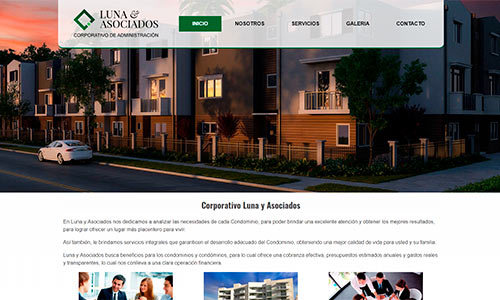 LUNA &
ASOCIADOS
CORPORATIVO DE ADMINISTRACIÓN
INICIO NOSOTROS SERVICIOS GALERIA CONTACTO
Corporativo Luna y Asociados
En Luna y Asociados nos dedicamos a analizar las necesidades de cada Condominio, para poder brindar una excelente atención y obtener los mejores resultados,
para lograr ofrecer un lugar más placentero para vivir.
Así también, le brindamos servicios integrales que garanticen el desarrollo adecuado del Condominio, obteniendo una mejor calidad de vida para usted y su familia.
Luna y Asociados busca beneficios para los condominios y condóminos, para lo cual ofrece una cobranza efectiva, presupuestos estimados anuales y gastos reales
y transparentes, lo cual nos conlleva a una clara operación financiera.